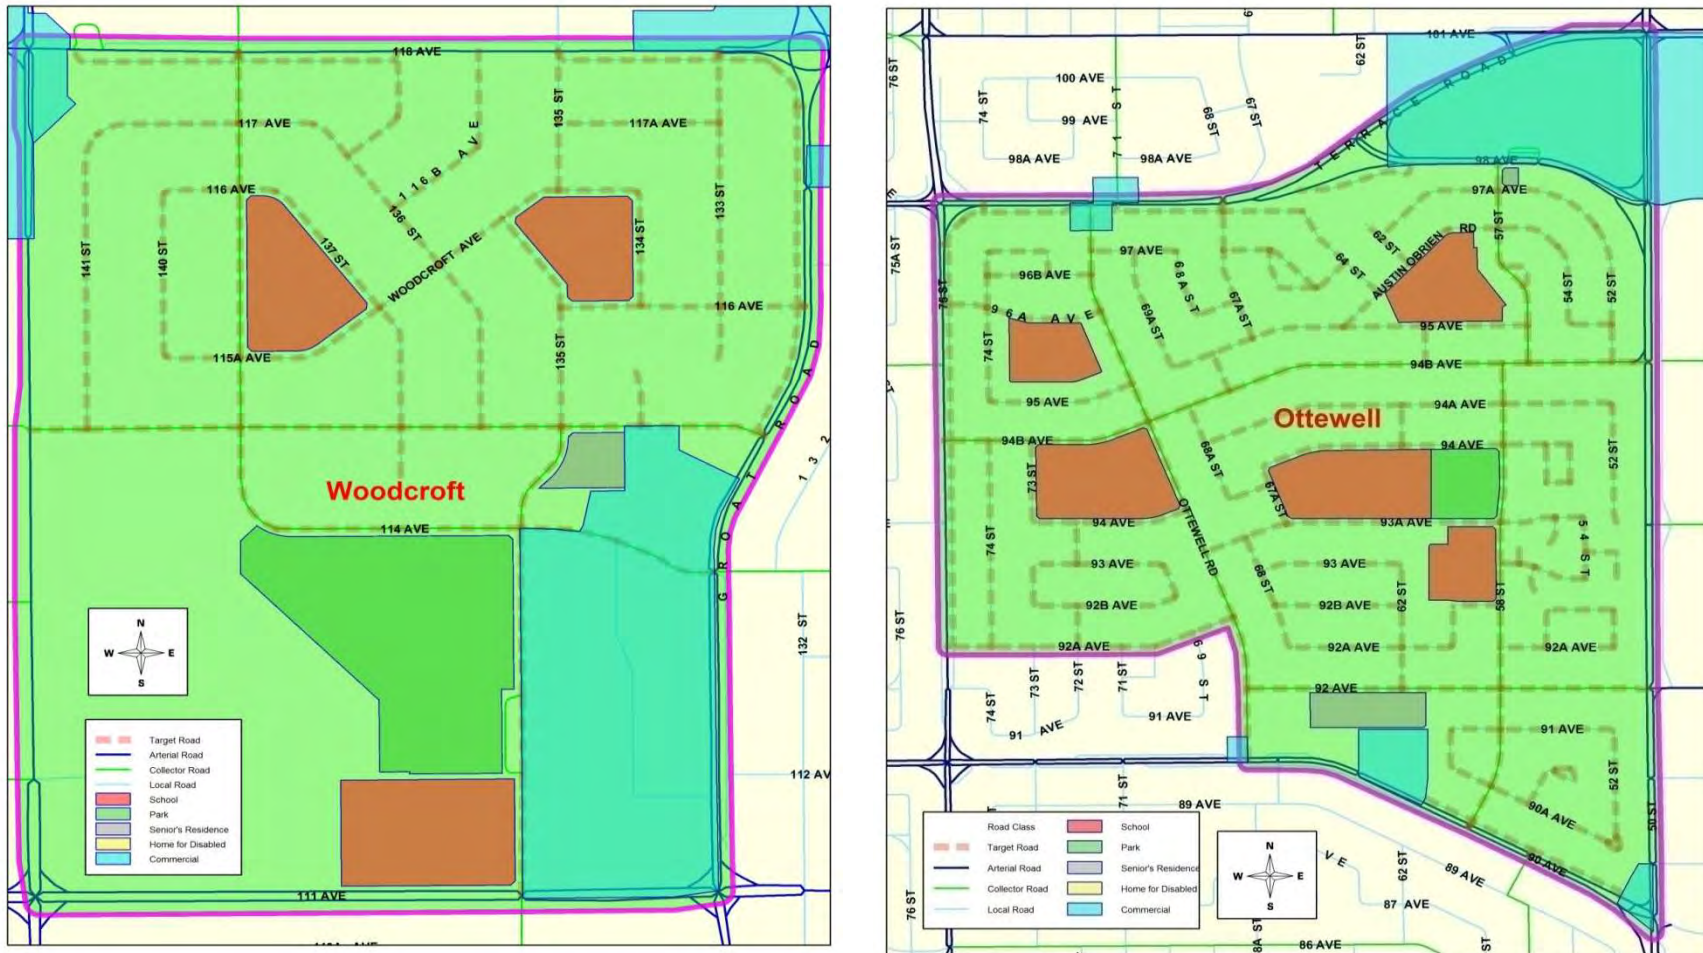 118 AVE
117 AVE
135 ST
117A AVE
116B AVE
116 AVE
136 ST
133 ST
141 ST
140 ST
137 ST
WOODCROFT AVE
134 ST
116 AVE
115A AVE
135 ST
GROAT ROAD
132
Woodcroft
114 AVE
N
W E
S
132 ST
112 AV
Target Road
Arterial Road
Collector Road
Local Road
School
Park
Senior's Residence
Home for Disabled
Commercial
111 AVE
101 AVE
62 ST
76 ST
100 AVE
74 ST
71 ST
68 ST
67 ST
99 AVE
98A AVE
98A AVE
TERRACE ROAD
98 AVE
97A AVE
E
75A ST
97 AVE
62 ST
AUSTIN OBRIEN RD
57 ST
96B AVE
68A ST
64 ST
54 ST
52 ST
75 ST
67A ST
69A ST
96A AVE
74 ST
95 AVE
94B AVE
95 AVE
94A AVE
Ottewell
94B AVE
94 AVE
68A ST
52 ST
73 ST
67A ST
94 AVE
93A AVE
OTTEWELL RD
74 ST
54 ST
93 AVE
93 AVE
68 ST
92B AVE
92B AVE
62 ST
58 ST
76 ST
92A AVE
92A AVE
92A AVE
69 ST
73 ST
72 ST
71 ST
74 ST
92 AVE
91 AVE
91 AVE
91 AVE
52 ST
71 ST
89 AVE
90A AVE
50 ST
Road Class
Target Road
Arterial Road
Collector Road
Local Road
School
Park
Senior's Residence
Home for Disabled
Commercial
N
W E
S
VE
62 ST
89 AVE
90 AVE
76 ST
87 AVE
8A ST
86 AVE
ST